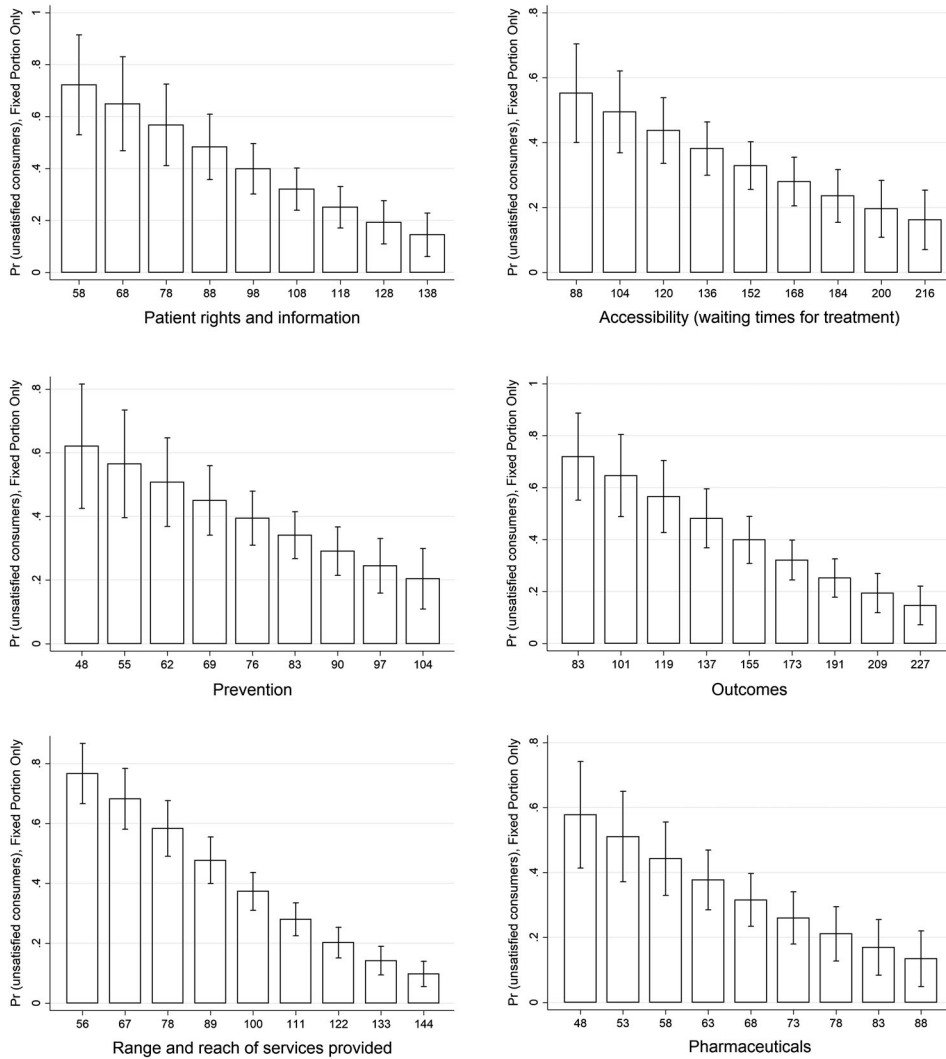 Pr (unsatisfied consumers), Fixed Portion Only
0 .2 .4 .6 .8 1
58 68 78 88 98 108 118 128 138
Patient rights and information
Pr (unsatisfied consumers), Fixed Portion Only
0 .2 .4 .6 .8
88 104 120 136 152 168 184 200 216
Accessibility (waiting times for treatment)
Pr (unsatisfied consumers), Fixed Portion Only
0 .2 .4 .6 .8
48 55 62 69 76 83 90 97 104
Prevention
Pr (unsatisfied consumers), Fixed Portion Only
0 .2 .4 .6 .8 1
83 101 119 137 155 173 191 209 227
Outcomes
Pr (unsatisfied consumers), Fixed Portion Only
0 .2 .4 .6 .8
56 67 78 89 100 111 122 133 144
Range and reach of services provided
Pr (unsatisfied consumers), Fixed Portion Only
0 .2 .4 .6 .8
48 53 58 63 68 73 78 83 88
Pharmaceuticals